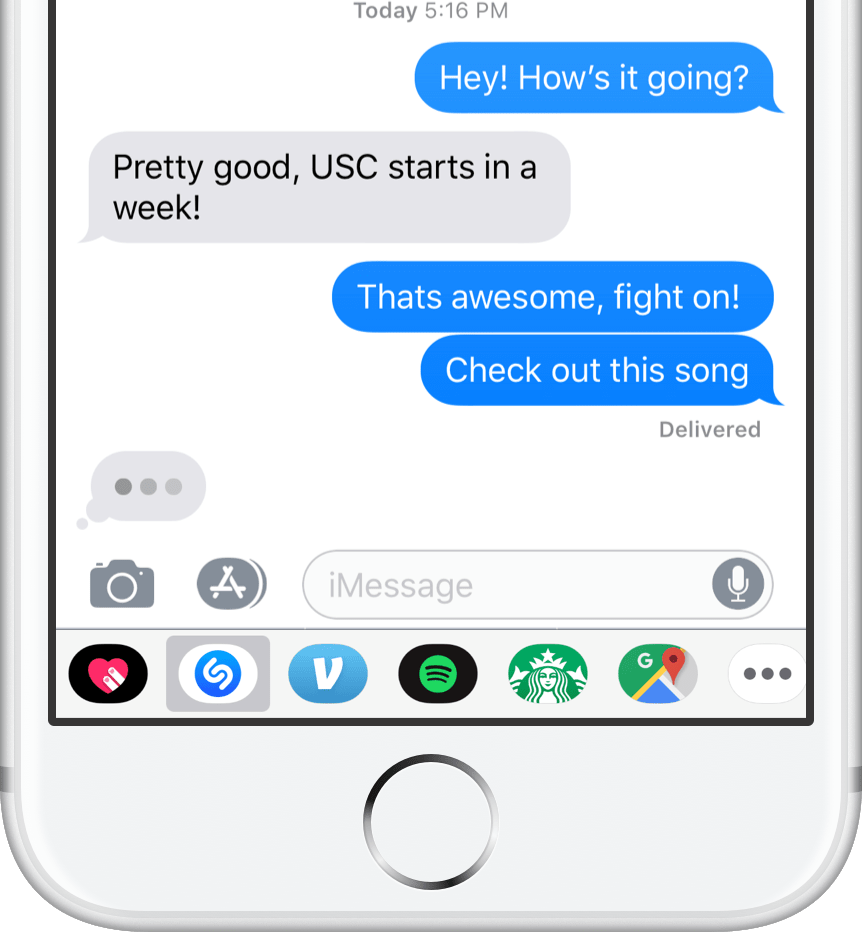 Today 5:16 PM
Hey! How’s it going?
Pretty good, USC starts in a
week!
Thats awesome, fight on!
Check out this song
Delivered
iMessage
G